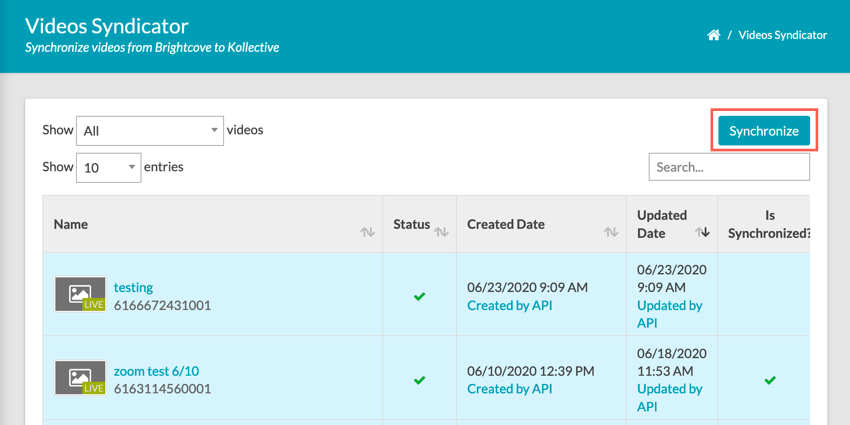 Videos Syndicator
Synchronize videos from Brightcove to Kollective
/ Videos Syndicator
Show All videos
Synchronize
Show 10 entries
Search...
Name
Status
Created Date
Updated
Date
Is
Synchronized?
LIVE
testing
6166672431001
06/23/2020 9:09 AM
Created by API
06/23/2020
9:09 AM
Updated by
API
LIVE
zoom test 6/10
6163114560001
06/10/2020 12:39 PM
Created by API
06/18/2020
11:53 AM
Updated by
API